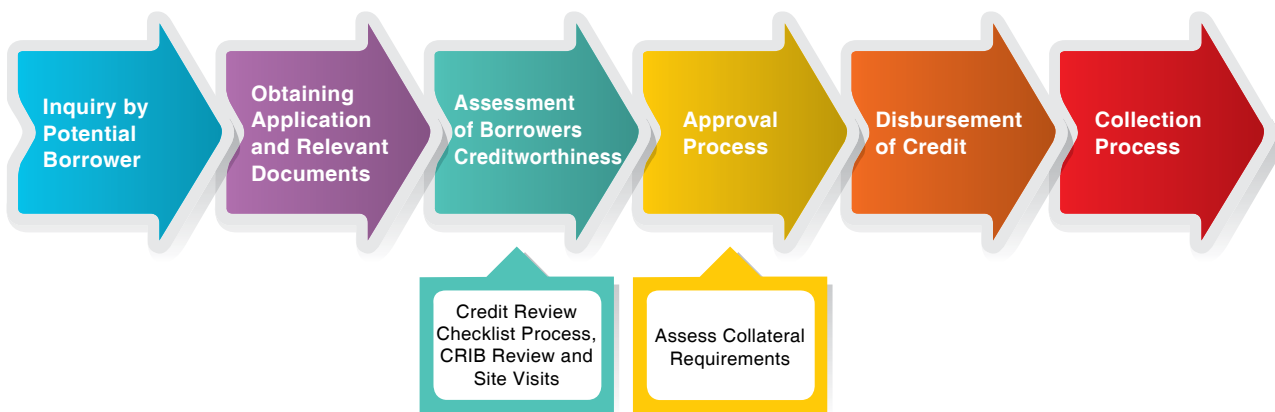 Inquiry by
Potential
Borrower
Obtaining
Application
and Relevant
Documents
Assessment
of Borrowers
Creditworthiness
Approval
Process
Disbursement
of Credit
Collection
Process
Credit Review
Checklist Process,
CRIB Review and
Site Visits
Assess Collateral
Requirements